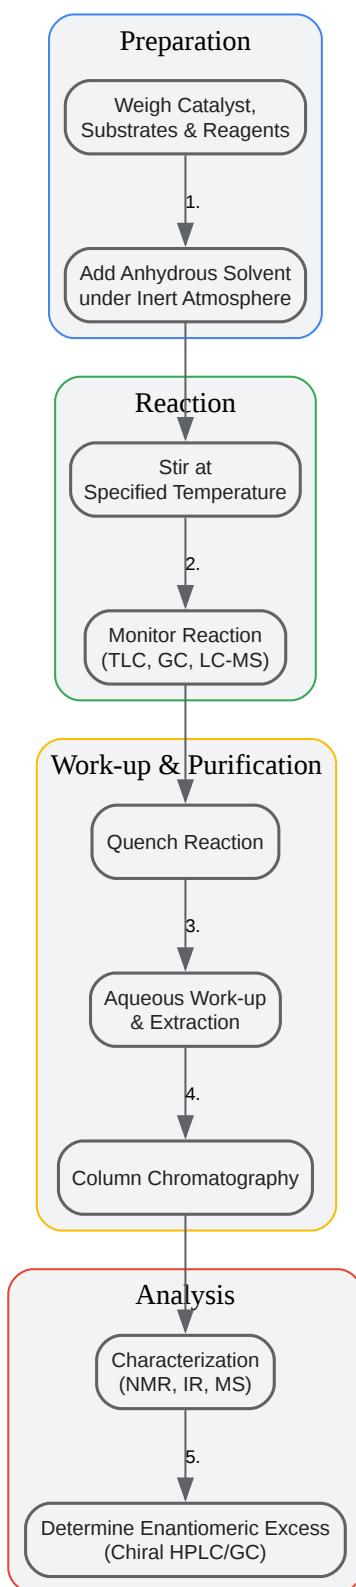 Preparation
Weigh Catalyst,
Substrates & Reagents
1.
Add Anhydrous Solvent
under Inert Atmosphere
Reaction
Stir at
Specified Temperature
2.
Monitor Reaction
(TLC, GC, LC-MS)
Work-up & Purification
Quench Reaction
3.
Aqueous Work-up
& Extraction
4.
Column Chromatography
Analysis
Characterization
(NMR, IR, MS)
5.
Determine Enantiomeric Excess
(Chiral HPLC/GC)